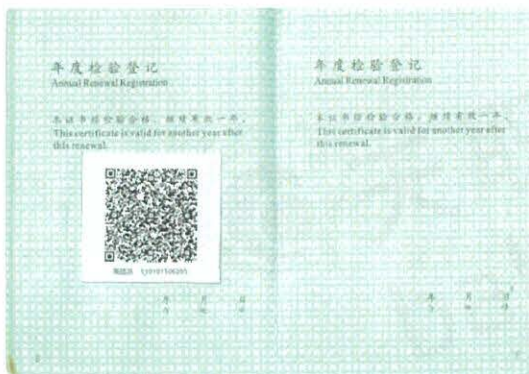 年度检验登记
Annual Renewal Registration
本证书经检验合格，继续有效一年。
This certificate is valid for another year after
this renewal.
年 月 日
年度检验登记
Annual Renewal Registration
本证书经检验合格，继续有效一年。
This certificate is valid for another year after
this renewal.
年 月 日